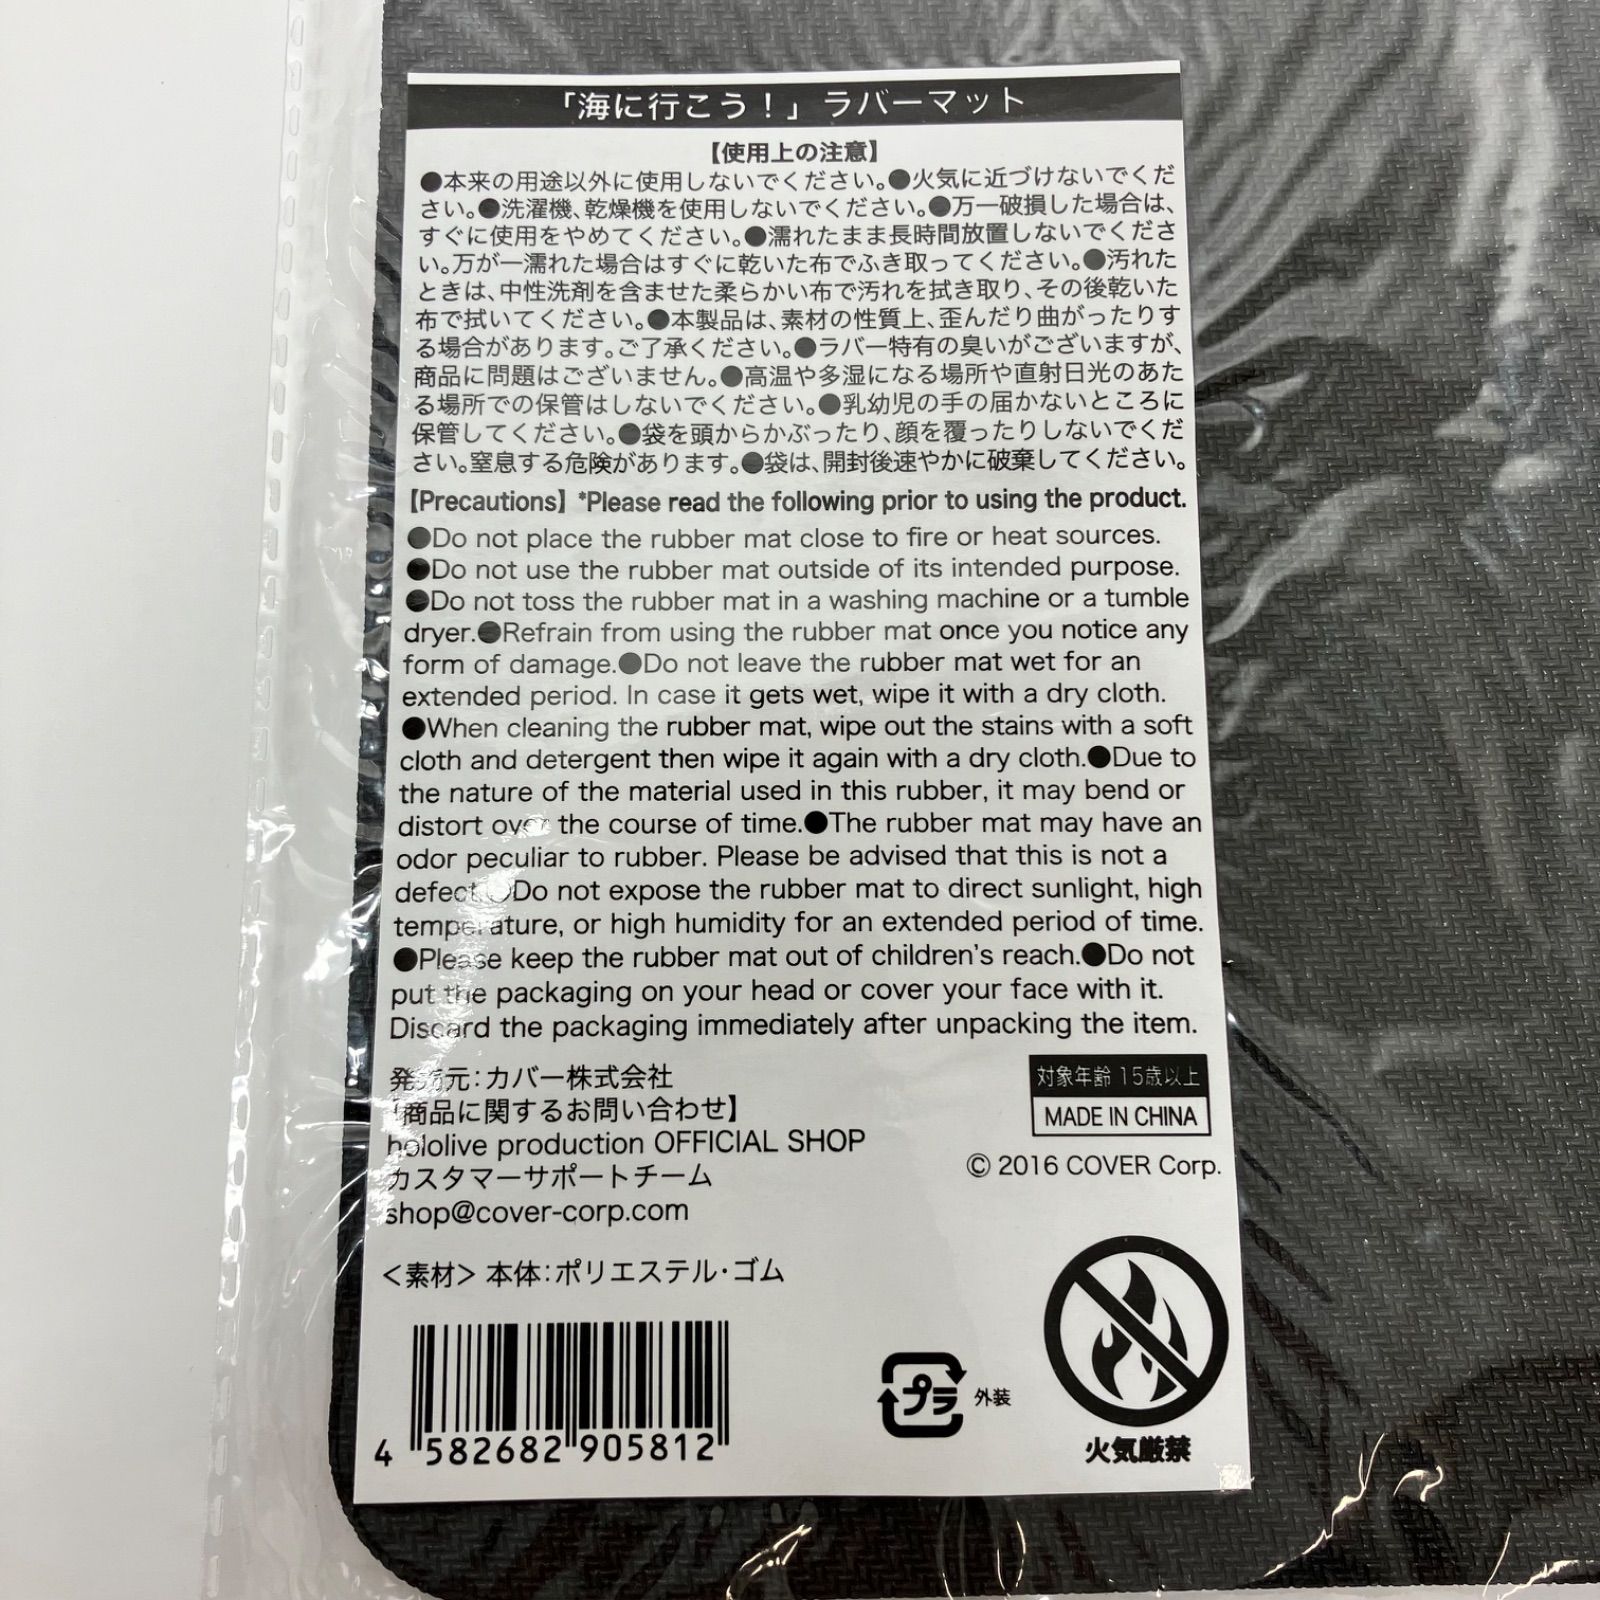 「海に行こう!」ラバーマット
【使用上の注意】
●本来の用途以外に使用しないでください。●火気に近づけないでくだ
さい。●洗濯機、乾燥機を使用しないでください。●万一破損した場合は、
すぐに使用をやめてください。●濡れたまま長時間放置しないでくださ
い。万が一濡れた場合はすぐに乾いた布でふき取ってください。●汚れた
ときは、中性洗剤を含ませた柔らかい布で汚れを拭き取り、その後乾いた
布で拭いてください。●本製品は、素材の性質上、歪んだり曲がったりす
る場合があります。ご了承ください。●ラバー特有の臭いがございますが、
商品に問題はございません。●高温や多湿になる場所や直射日光のあた
る場所での保管はしないでください。●乳幼児の手の届かないところに
保管してください。●袋を頭からかぶったり、顔を覆ったりしないでくだ
さい。窒息する危険があります。●袋は、開封後速やかに破棄してください。
【Precautions】*Please read the following prior to using the product.
●Do not place the rubber mat close to fire or heat sources.
●Do not use the rubber mat outside of its intended purpose.
●Do not toss the rubber mat in a washing machine or a tumble
dryer.●Refrain from using the rubber mat once you notice any
form of damage.●Do not leave the rubber mat wet for an
extended period. In case it gets wet, wipe it with a dry cloth.
●When cleaning the rubber mat, wipe out the stains with a soft
cloth and detergent then wipe it again with a dry cloth.●Due to
the nature of the material used in this rubber, it may bend or
distort over the course of time.●The rubber mat may have an
odor peculiar to rubber. Please be advised that this is not a
defect.●Do not expose the rubber mat to direct sunlight, high
temperature, or high humidity for an extended period of time.
●Please keep the rubber mat out of children's reach.●Do not
put the packaging on your head or cover your face with it.
Discard the packaging immediately after unpacking the item.
発売元:カバー株式会社
【商品に関するお問い合わせ】
hololive production OFFICIAL SHOP
カスタマーサポートチーム
shop@cover-corp.com
対象年齢 15歳以上
MADE IN CHINA
© 2016 COVER Corp.
<素材> 本体:ポリエステル・ゴム
4 582682 905812
プラ 外装
火気厳禁